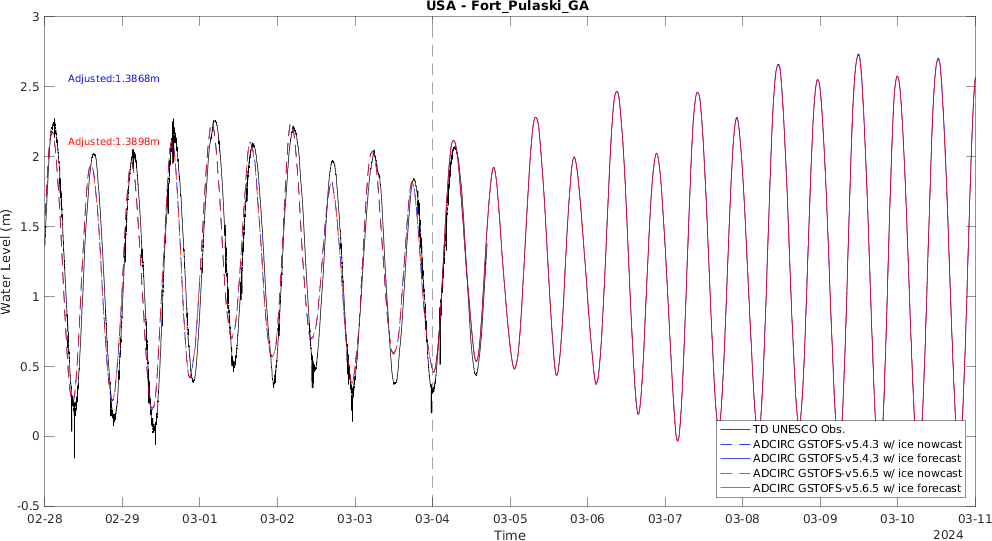 USA - Fort_Pulaski_GA
3
2.5
2
1.5
1
0.5
0
-0.5
Water Level (m)
Adjusted:1.3868m
Adjusted:1.3898m
TD UNESCO Obs.
ADCIRC GSTOFS-v5.4.3 w/ ice nowcast
ADCIRC GSTOFS-v5.4.3 w/ ice forecast
ADCIRC GSTOFS-v5.6.5 w/ ice nowcast
ADCIRC GSTOFS-v5.6.5 w/ ice forecast
02-28 02-29 03-01 03-02 03-03 03-04 03-05 03-06 03-07 03-08 03-09 03-10 03-11
Time
2024